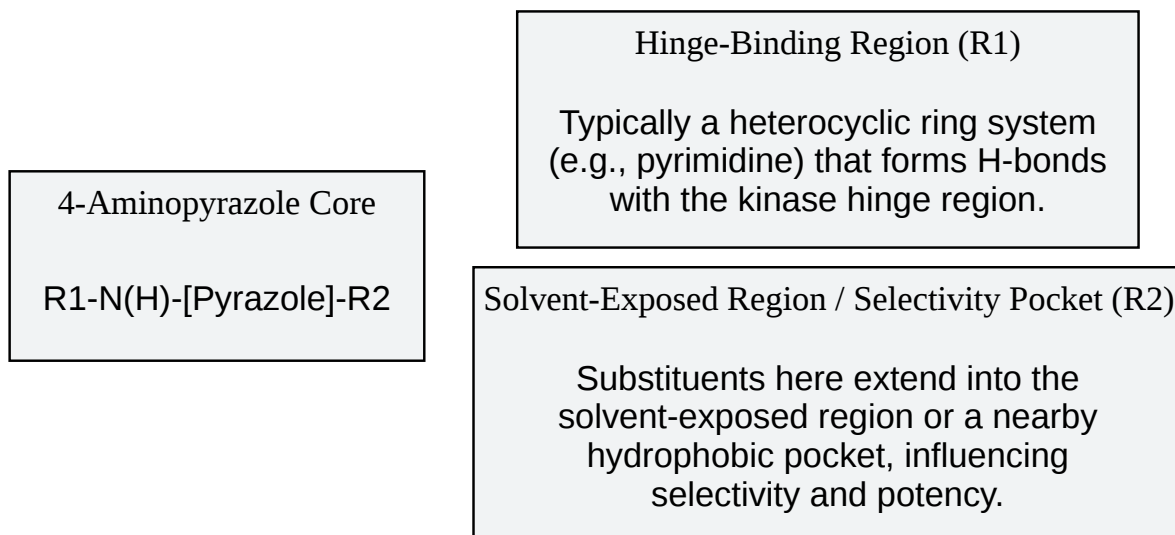 4-Aminopyrazole Core
R1-N(H)-[Pyrazole]-R2
Hinge-Binding Region (R1)
Typically a heterocyclic ring system
(e.g., pyrimidine) that forms H-bonds
with the kinase hinge region.
Solvent-Exposed Region / Selectivity Pocket (R2)
Substituents here extend into the
solvent-exposed region or a nearby
hydrophobic pocket, influencing
selectivity and potency.